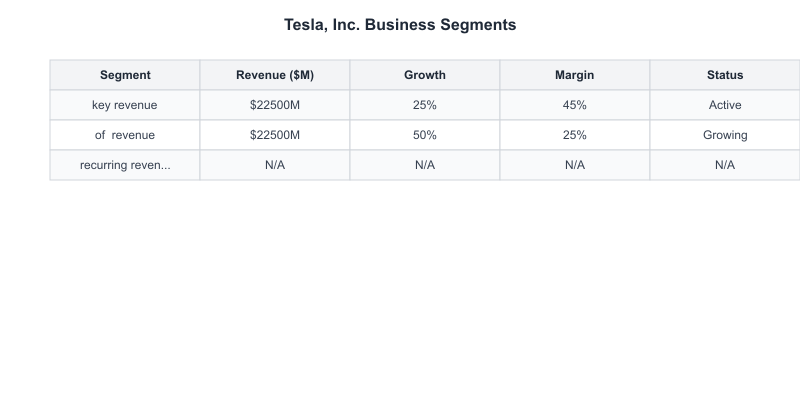 Tesla, Inc. Business Segments
Segment Revenue ($M) Growth Margin Status
key revenue $22500M 25% 45% Active
of  revenue $22500M 50% 25% Growing
recurring reven... N/A N/A N/A N/A